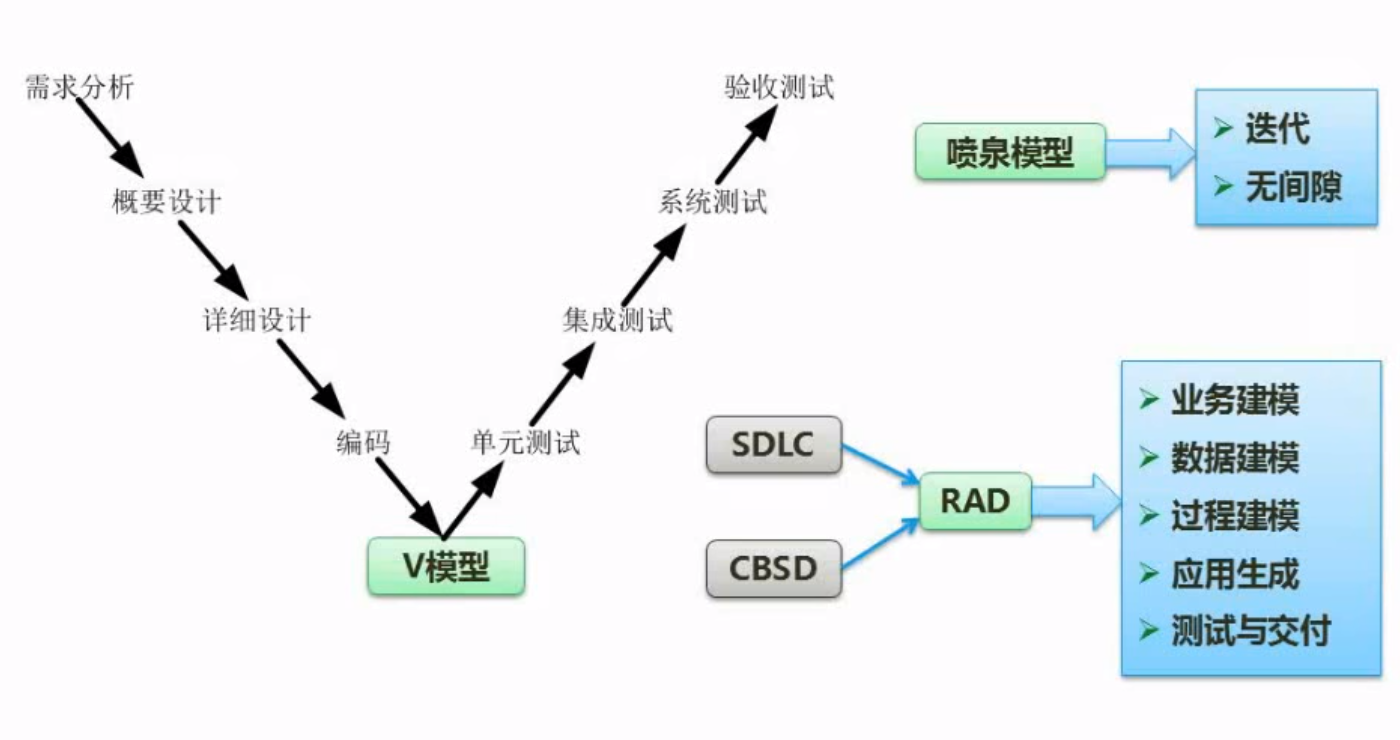 需求分析
概要设计
详细设计
编码
V模型
单元测试
集成测试
系统测试
验收测试
喷泉模型
迭代
无间隙
SDLC
CBSD
RAD
业务建模
数据建模
过程建模
应用生成
测试与交付